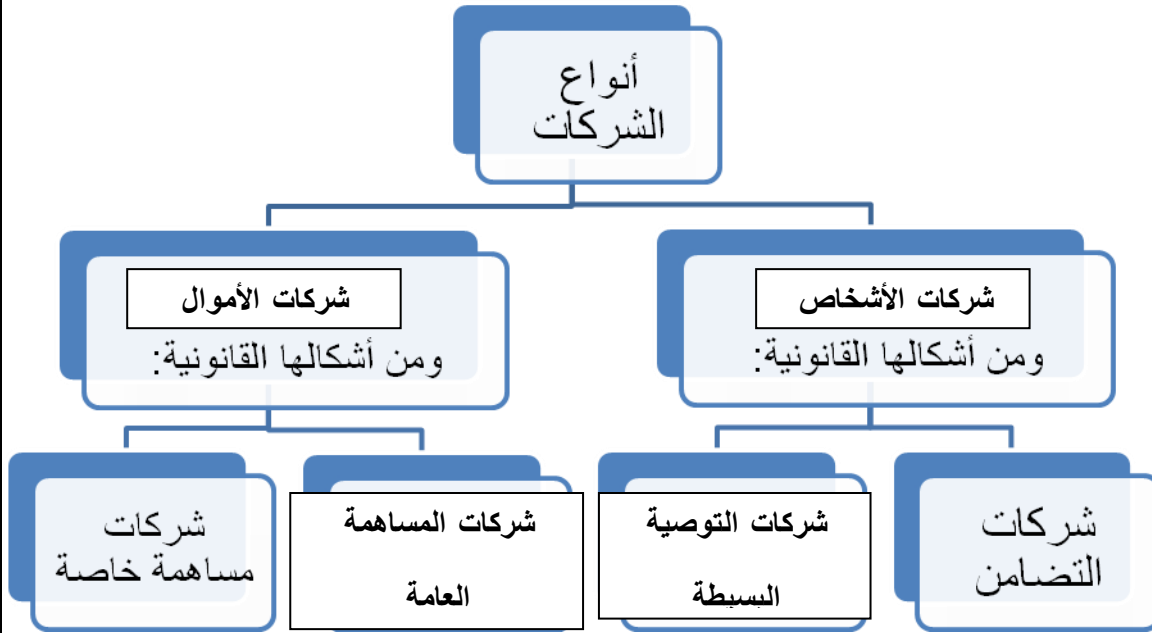 أنواع
الشركات
شركات الأشخاص
ومن أشكالها القانونية:
شركات الأموال
ومن أشكالها القانونية:
شركات
التضامن
شركات التوصية
البسيطة
شركات المساهمة
العامة
شركات
مساهمة خاصة